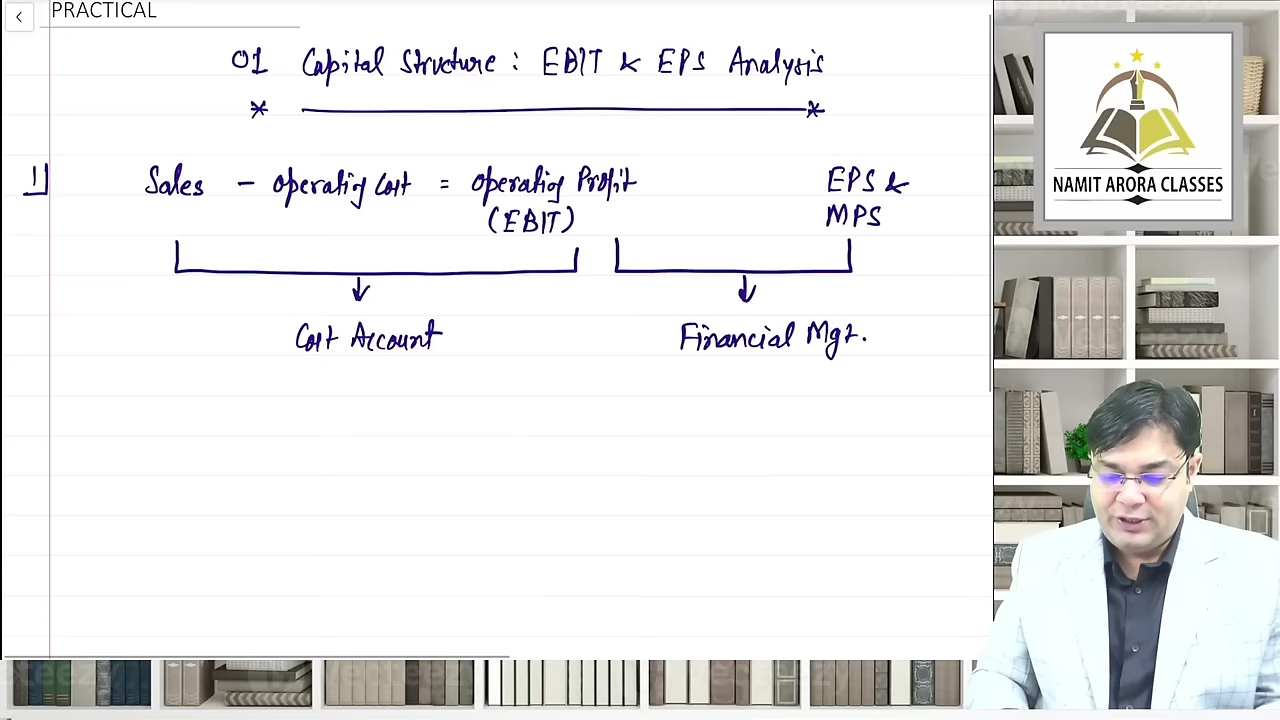 PRACTICAL
01 Capital Structure : EBIT & EPS Analysis
1] Sales - operating Cost = operating Profit EPS &
(EBIT) MPS
Cost Account Financial Mgt.
NAMIT ARORA CLASSES